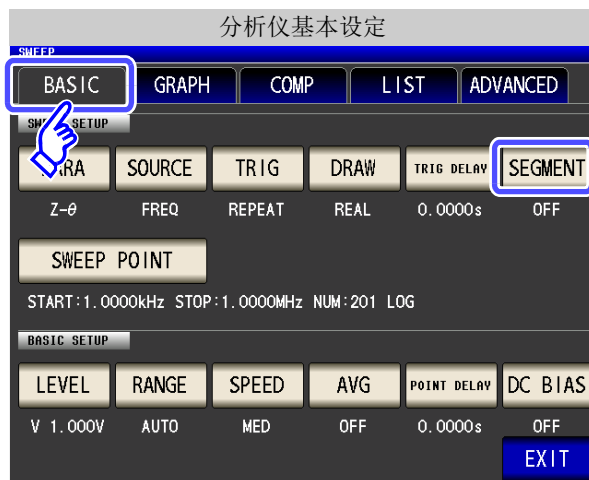 分析仪基本设定
SWEEP
BASIC GRAPH COMP LIST ADVANCED
SETUP
SOURCE TRIG DRAW TRIG DELAY SEGMENT
Z-θ FREQ REPEAT REAL 0.0000s OFF
SWEEP POINT
START:1.0000kHz STOP:1.0000MHz NUM:201 LOG
BASIC SETUP
LEVEL RANGE SPEED AVG POINT DELAY DC BIAS
V 1.000V AUTO MED OFF 0.0000s OFF
EXIT